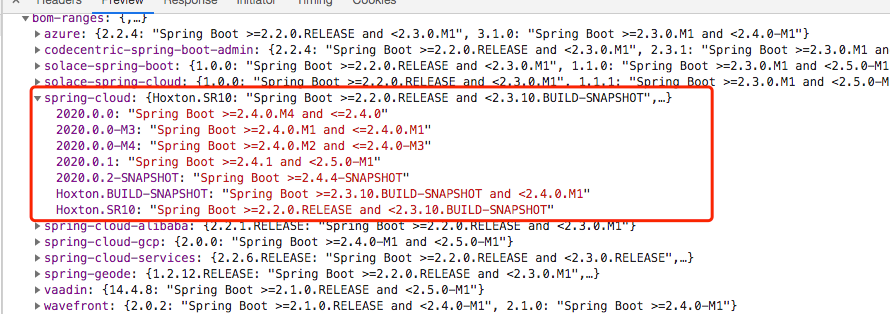 Preview Response Initiator Timing Cookies
bom-ranges: {,…}
azure: {2.2.4: "Spring Boot >=2.2.0.RELEASE and <2.3.0.M1", 3.1.0: "Spring Boot >=2.3.0.M1 and <2.4.0-M1"}
codecentric-spring-boot-admin: {2.2.4: "Spring Boot >=2.2.0.RELEASE and <2.3.0.M1", 2.3.1: "Spring Boot >=2.3.0.M1 an
solace-spring-boot: {1.0.0: "Spring Boot >=2.2.0.RELEASE and <2.3.0.M1", 1.1.0: "Spring Boot >=2.3.0.M1 and <2.5.0-
solace-spring-cloud: {1.0.0: "Spring Boot >=2.2.0.RELEASE and <2.3.0.M1", 1.1.1: "Spring Boot >=2.3.0.M1 and <2.4.0
spring-cloud: {Hoxton.SR10: "Spring Boot >=2.2.0.RELEASE and <2.3.10.BUILD-SNAPSHOT",…}
2020.0.0: "Spring Boot >=2.4.0.M4 and <=2.4.0"
2020.0.0-M3: "Spring Boot >=2.4.0.M1 and <=2.4.0.M1"
2020.0.0-M4: "Spring Boot >=2.4.0.M2 and <=2.4.0-M3"
2020.0.1: "Spring Boot >=2.4.1 and <2.5.0-M1"
2020.0.2-SNAPSHOT: "Spring Boot >=2.4.4-SNAPSHOT"
Hoxton.BUILD-SNAPSHOT: "Spring Boot >=2.3.10.BUILD-SNAPSHOT and <2.4.0.M1"
Hoxton.SR10: "Spring Boot >=2.2.0.RELEASE and <2.3.10.BUILD-SNAPSHOT"
spring-cloud-alibaba: {2.2.1.RELEASE: "Spring Boot >=2.2.0.RELEASE and <2.3.0.M1"}
spring-cloud-gcp: {2.0.0: "Spring Boot >=2.4.0-M1 and <2.5.0-M1"}
spring-cloud-services: {2.2.6.RELEASE: "Spring Boot >=2.2.0.RELEASE and <2.3.0.RELEASE",…}
spring-geode: {1.2.12.RELEASE: "Spring Boot >=2.2.0.RELEASE and <2.3.0.M1",…}
vaadin: {14.4.8: "Spring Boot >=2.1.0.RELEASE and <2.5.0-M1"}
wavefront: {2.0.2: "Spring Boot >=2.1.0.RELEASE and <2.4.0-M1", 2.1.0: "Spring Boot >=2.4.0-M1"}